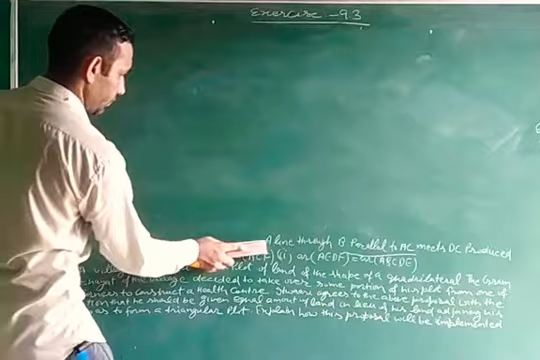 Exercise - 9.3
A line through B Parallel to AC meets DC Produced
(i) ar (AEDF) = ar (ABCDE)
A villag plot of land of the shape of a quadrilateral The Gram
of the village decided to take over some portion of his plot from one of
to construct a Health Centre agrees to the above proposal with the
that he should be given equal amount of land in lieu of his land adjoining his
as to form a triangular Plot. Explain how this proposal will be implemented